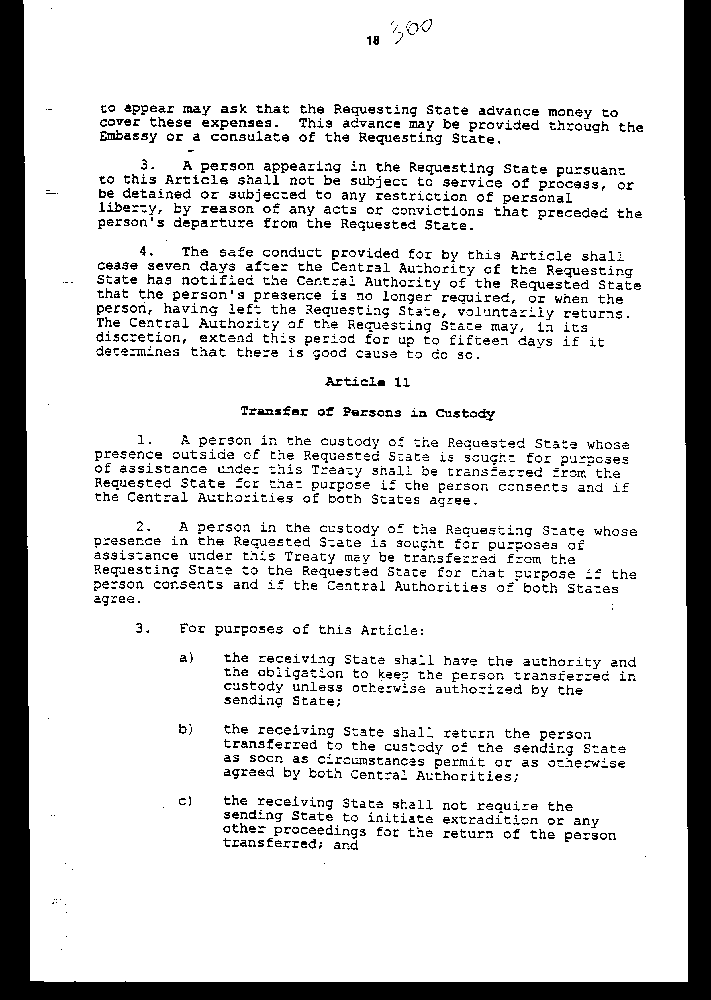 300
18
to appear may ask that the Requesting State advance money to
cover these expenses. This advance may be provided through the
Embassy or a consulate of the Requesting State.
3. A person appearing in the Requesting State pursuant
to this Article shall not be subject to service of process, or
be detained or subjected to any restriction of personal
liberty, by reason of any acts or convictions that preceded the
person's departure from the Requested State.
4. The safe conduct provided for by this Article shall
cease seven days after the Central Authority of the Requesting
State has notified the Central Authority of the Requested State
that the person's presence is no longer required, or when the
person, having left the Requesting State, voluntarily returns.
The Central Authority of the Requesting State may, in its
discretion, extend this period for up to fifteen days if it
determines that there is good cause to do so.
Article 11
Transfer of Persons in Custody
1. A person in the custody of the Requested State whose
presence outside of the Requested State is sought for purposes
of assistance under this Treaty shall be transferred from the
Requested State for that purpose if the person consents and if
the Central Authorities of both States agree.
2. A person in the custody of the Requesting State whose
presence in the Requested State is sought for purposes of
assistance under this Treaty may be transferred from the
Requesting State to the Requested State for that purpose if the
person consents and if the Central Authorities of both States
agree.
3. For purposes of this Article:
a) the receiving State shall have the authority and
the obligation to keep the person transferred in
custody unless otherwise authorized by the
sending State;
b) the receiving State shall return the person
transferred to the custody of the sending State
as soon as circumstances permit or as otherwise
agreed by both Central Authorities;
c) the receiving State shall not require the
sending State to initiate extradition or any
other proceedings for the return of the person
transferred; and